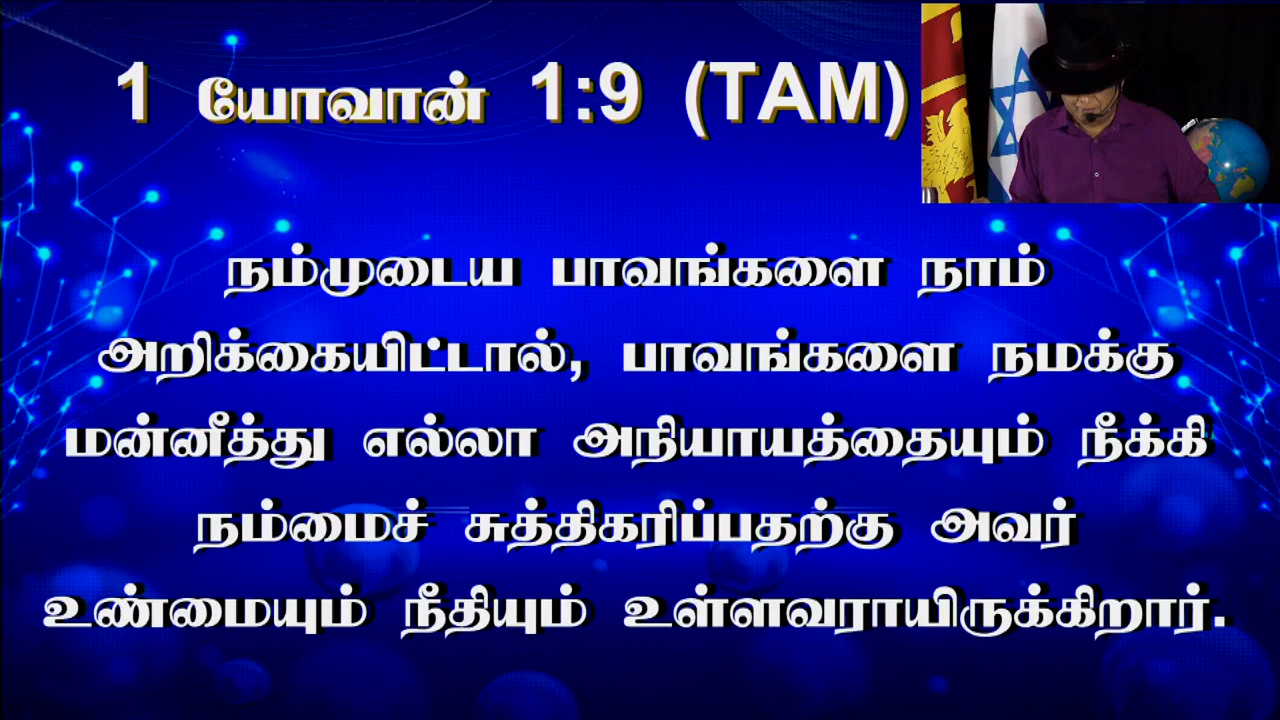 1 யோவான் 1:9 (TAM)
நம்முடைய பாவங்களை நாம்
அறிக்கையிட்டால், பாவங்களை நமக்கு
மன்னீத்து எல்லா அநியாயத்தையும் நீக்கி
நம்மைச் சுத்திகரிப்பதற்கு அவர்
உண்மையும் நீதியும் உள்ளவராயிருக்கிறார்.